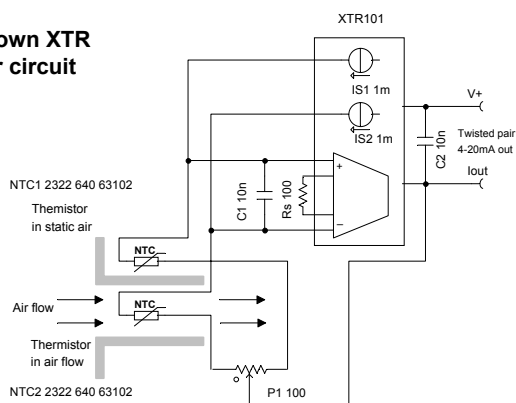 own XTR
r circuit
XTR101
IS1 1m
IS2 1m
V+
C2 10n
Twisted pair
4-20mA out
Iout
+
C1 10n
Rs 100
–
NTC1 2322 640 63102
Themistor
in static air
NTC
Air flow
NTC
Thermistor
in air flow
NTC2 2322 640 63102
P1 100